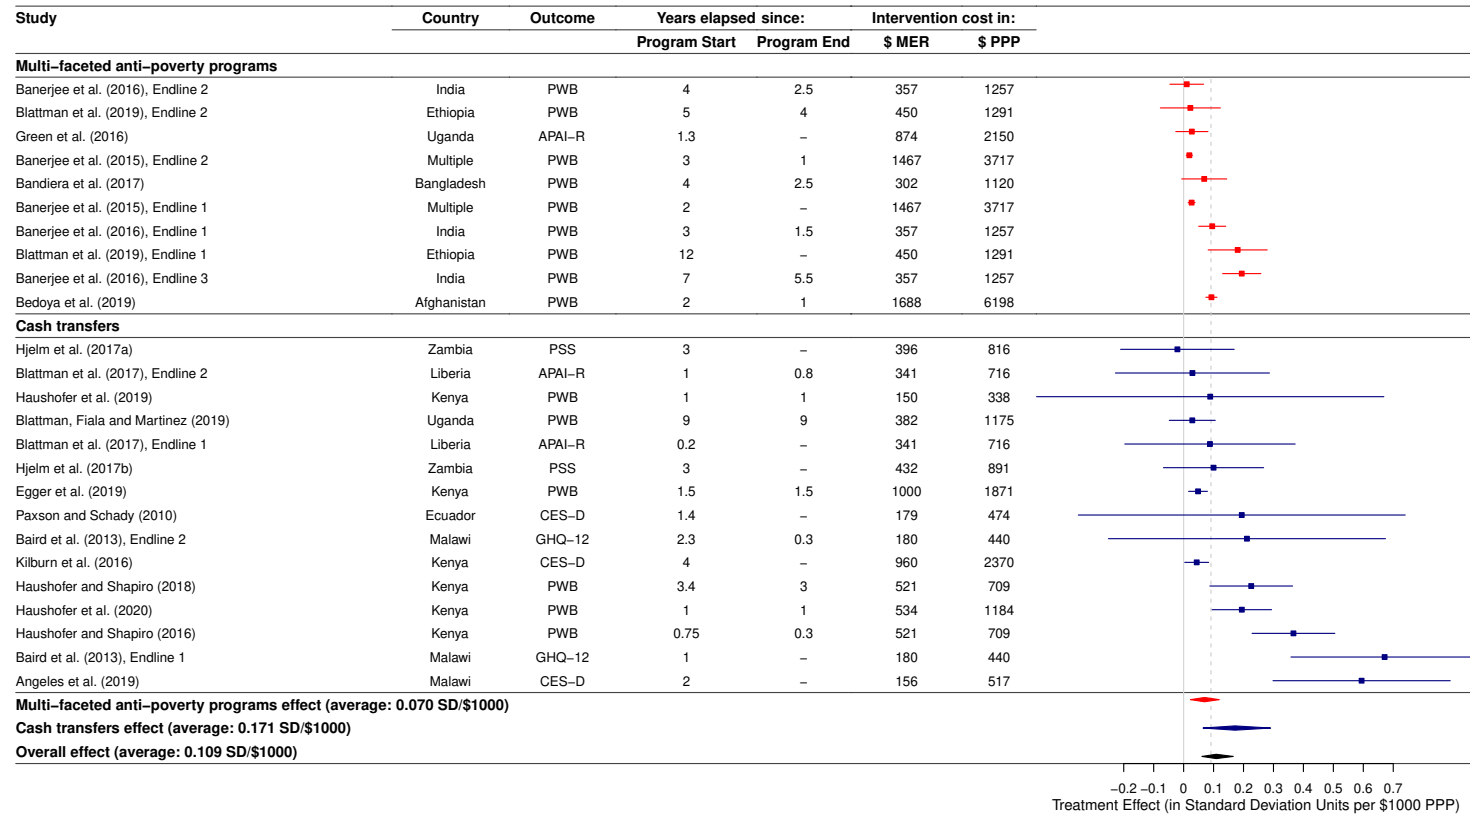 Study Country Outcome Years elapsed since: Intervention cost in:
Program Start Program End $ MER $ PPP
Multi−faceted anti−poverty programs
Banerjee et al. (2016), Endline 2 India PWB 4 2.5 357 1257
Blattman et al. (2019), Endline 2 Ethiopia PWB 5 4 450 1291
Green et al. (2016) Uganda APAI−R 1.3 − 874 2150
Banerjee et al. (2015), Endline 2 Multiple PWB 3 1 1467 3717
Bandiera et al. (2017) Bangladesh PWB 4 2.5 302 1120
Banerjee et al. (2015), Endline 1 Multiple PWB 2 − 1467 3717
Banerjee et al. (2016), Endline 1 India PWB 3 1.5 357 1257
Blattman et al. (2019), Endline 1 Ethiopia PWB 12 − 450 1291
Banerjee et al. (2016), Endline 3 India PWB 7 5.5 357 1257
Bedoya et al. (2019) Afghanistan PWB 2 1 1688 6198
Cash transfers
Hjelm et al. (2017a) Zambia PSS 3 − 396 816
Blattman et al. (2017), Endline 2 Liberia APAI−R 1 0.8 341 716
Haushofer et al. (2019) Kenya PWB 1 1 150 338
Blattman, Fiala and Martinez (2019) Uganda PWB 9 9 382 1175
Blattman et al. (2017), Endline 1 Liberia APAI−R 0.2 − 341 716
Hjelm et al. (2017b) Zambia PSS 3 − 432 891
Egger et al. (2019) Kenya PWB 1.5 1.5 1000 1871
Paxson and Schady (2010) Ecuador CES−D 1.4 − 179 474
Baird et al. (2013), Endline 2 Malawi GHQ−12 2.3 0.3 180 440
Kilburn et al. (2016) Kenya CES−D 4 − 960 2370
Haushofer and Shapiro (2018) Kenya PWB 3.4 3 521 709
Haushofer et al. (2020) Kenya PWB 1 1 534 1184
Haushofer and Shapiro (2016) Kenya PWB 0.75 0.3 521 709
Baird et al. (2013), Endline 1 Malawi GHQ−12 1 − 180 440
Angeles et al. (2019) Malawi CES−D 2 − 156 517
Multi−faceted anti−poverty programs effect (average: 0.070 SD/$1000)
Cash transfers effect (average: 0.171 SD/$1000)
Overall effect (average: 0.109 SD/$1000)
−0.2 −0.1 0 0.1 0.2 0.3 0.4 0.5 0.6 0.7
Treatment Effect (in Standard Deviation Units per $1000 PPP)